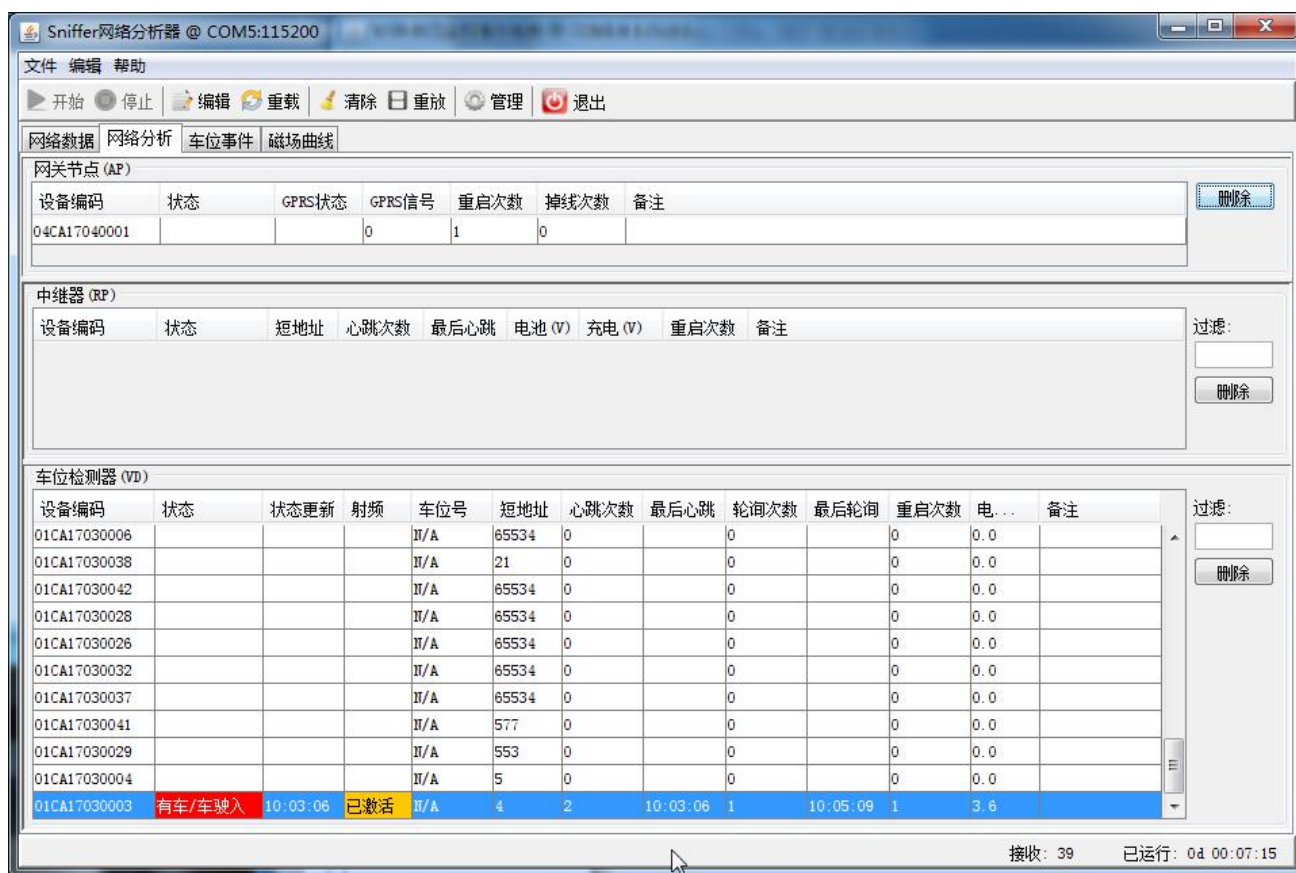 Sniffer网络分析器 @ COM5:115200
文件 编辑 帮助
开始 停止 编辑 重载 清除 重放 管理 退出
网络数据 网络分析 车位事件 磁场曲线
网关节点(AP)
设备编码 状态 GPRS状态 GPRS信号 重启次数 掉线次数 备注
删除
04CA17040001 0 1 0
中继器(RP)
设备编码 状态 短地址 心跳次数 最后心跳 电池(V) 充电(V) 重启次数 备注
过滤:
删除
车位检测器(VD)
设备编码 状态 状态更新 射频 车位号 短地址 心跳次数 最后心跳 轮询次数 最后轮询 重启次数 电... 备注
过滤:
删除
01CA17030006 N/A 65534 0 0 0 0.0
01CA17030038 N/A 21 0 0 0 0.0
01CA17030042 N/A 65534 0 0 0 0.0
01CA17030028 N/A 65534 0 0 0 0.0
01CA17030026 N/A 65534 0 0 0 0.0
01CA17030032 N/A 65534 0 0 0 0.0
01CA17030037 N/A 65534 0 0 0 0.0
01CA17030041 N/A 577 0 0 0 0.0
01CA17030029 N/A 553 0 0 0 0.0
01CA17030004 N/A 5 0 0 0 0.0
01CA17030003 有车/车驶入 10:03:06 已激活 N/A 4 2 10:03:06 1 10:05:09 1 3.6
接收: 39 已运行: 0d 00:07:15